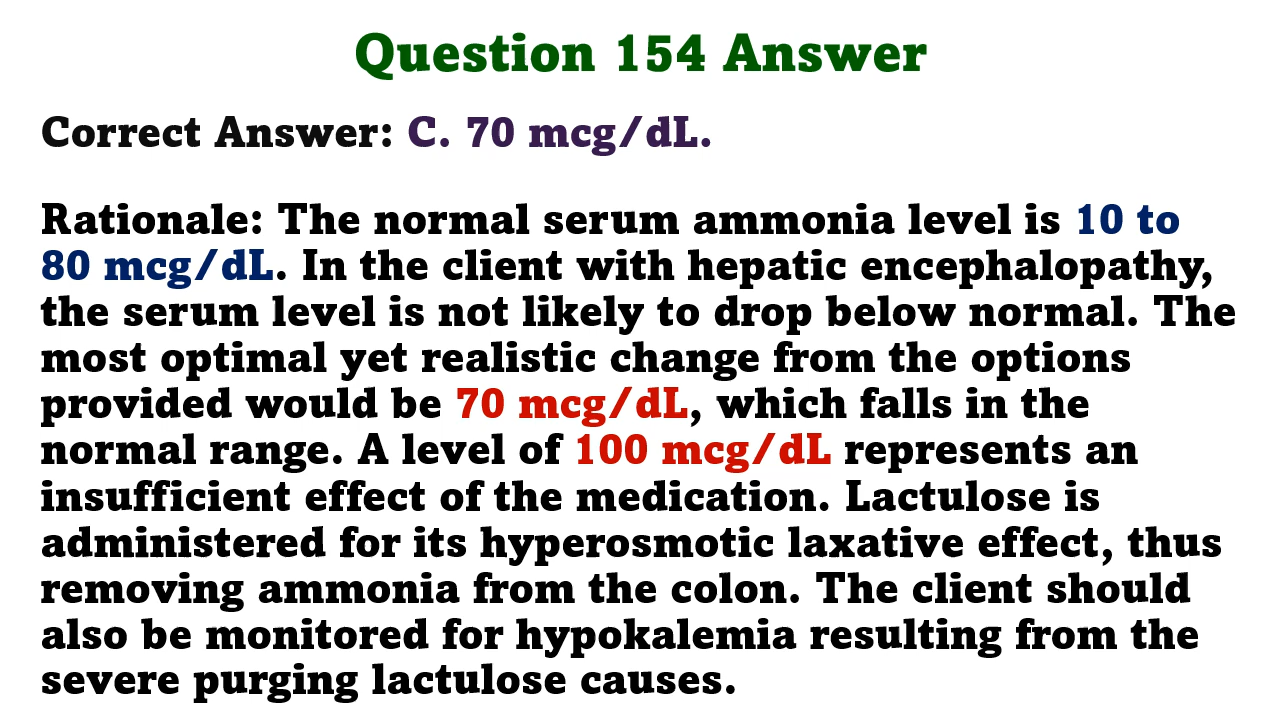 Question 154 Answer
Correct Answer: C. 70 mcg/dL.
Rationale: The normal serum ammonia level is 10 to
80 mcg/dL. In the client with hepatic encephalopathy,
the serum level is not likely to drop below normal. The
most optimal yet realistic change from the options
provided would be 70 mcg/dL, which falls in the
normal range. A level of 100 mcg/dL represents an
insufficient effect of the medication. Lactulose is
administered for its hyperosmotic laxative effect, thus
removing ammonia from the colon. The client should
also be monitored for hypokalemia resulting from the
severe purging lactulose causes.